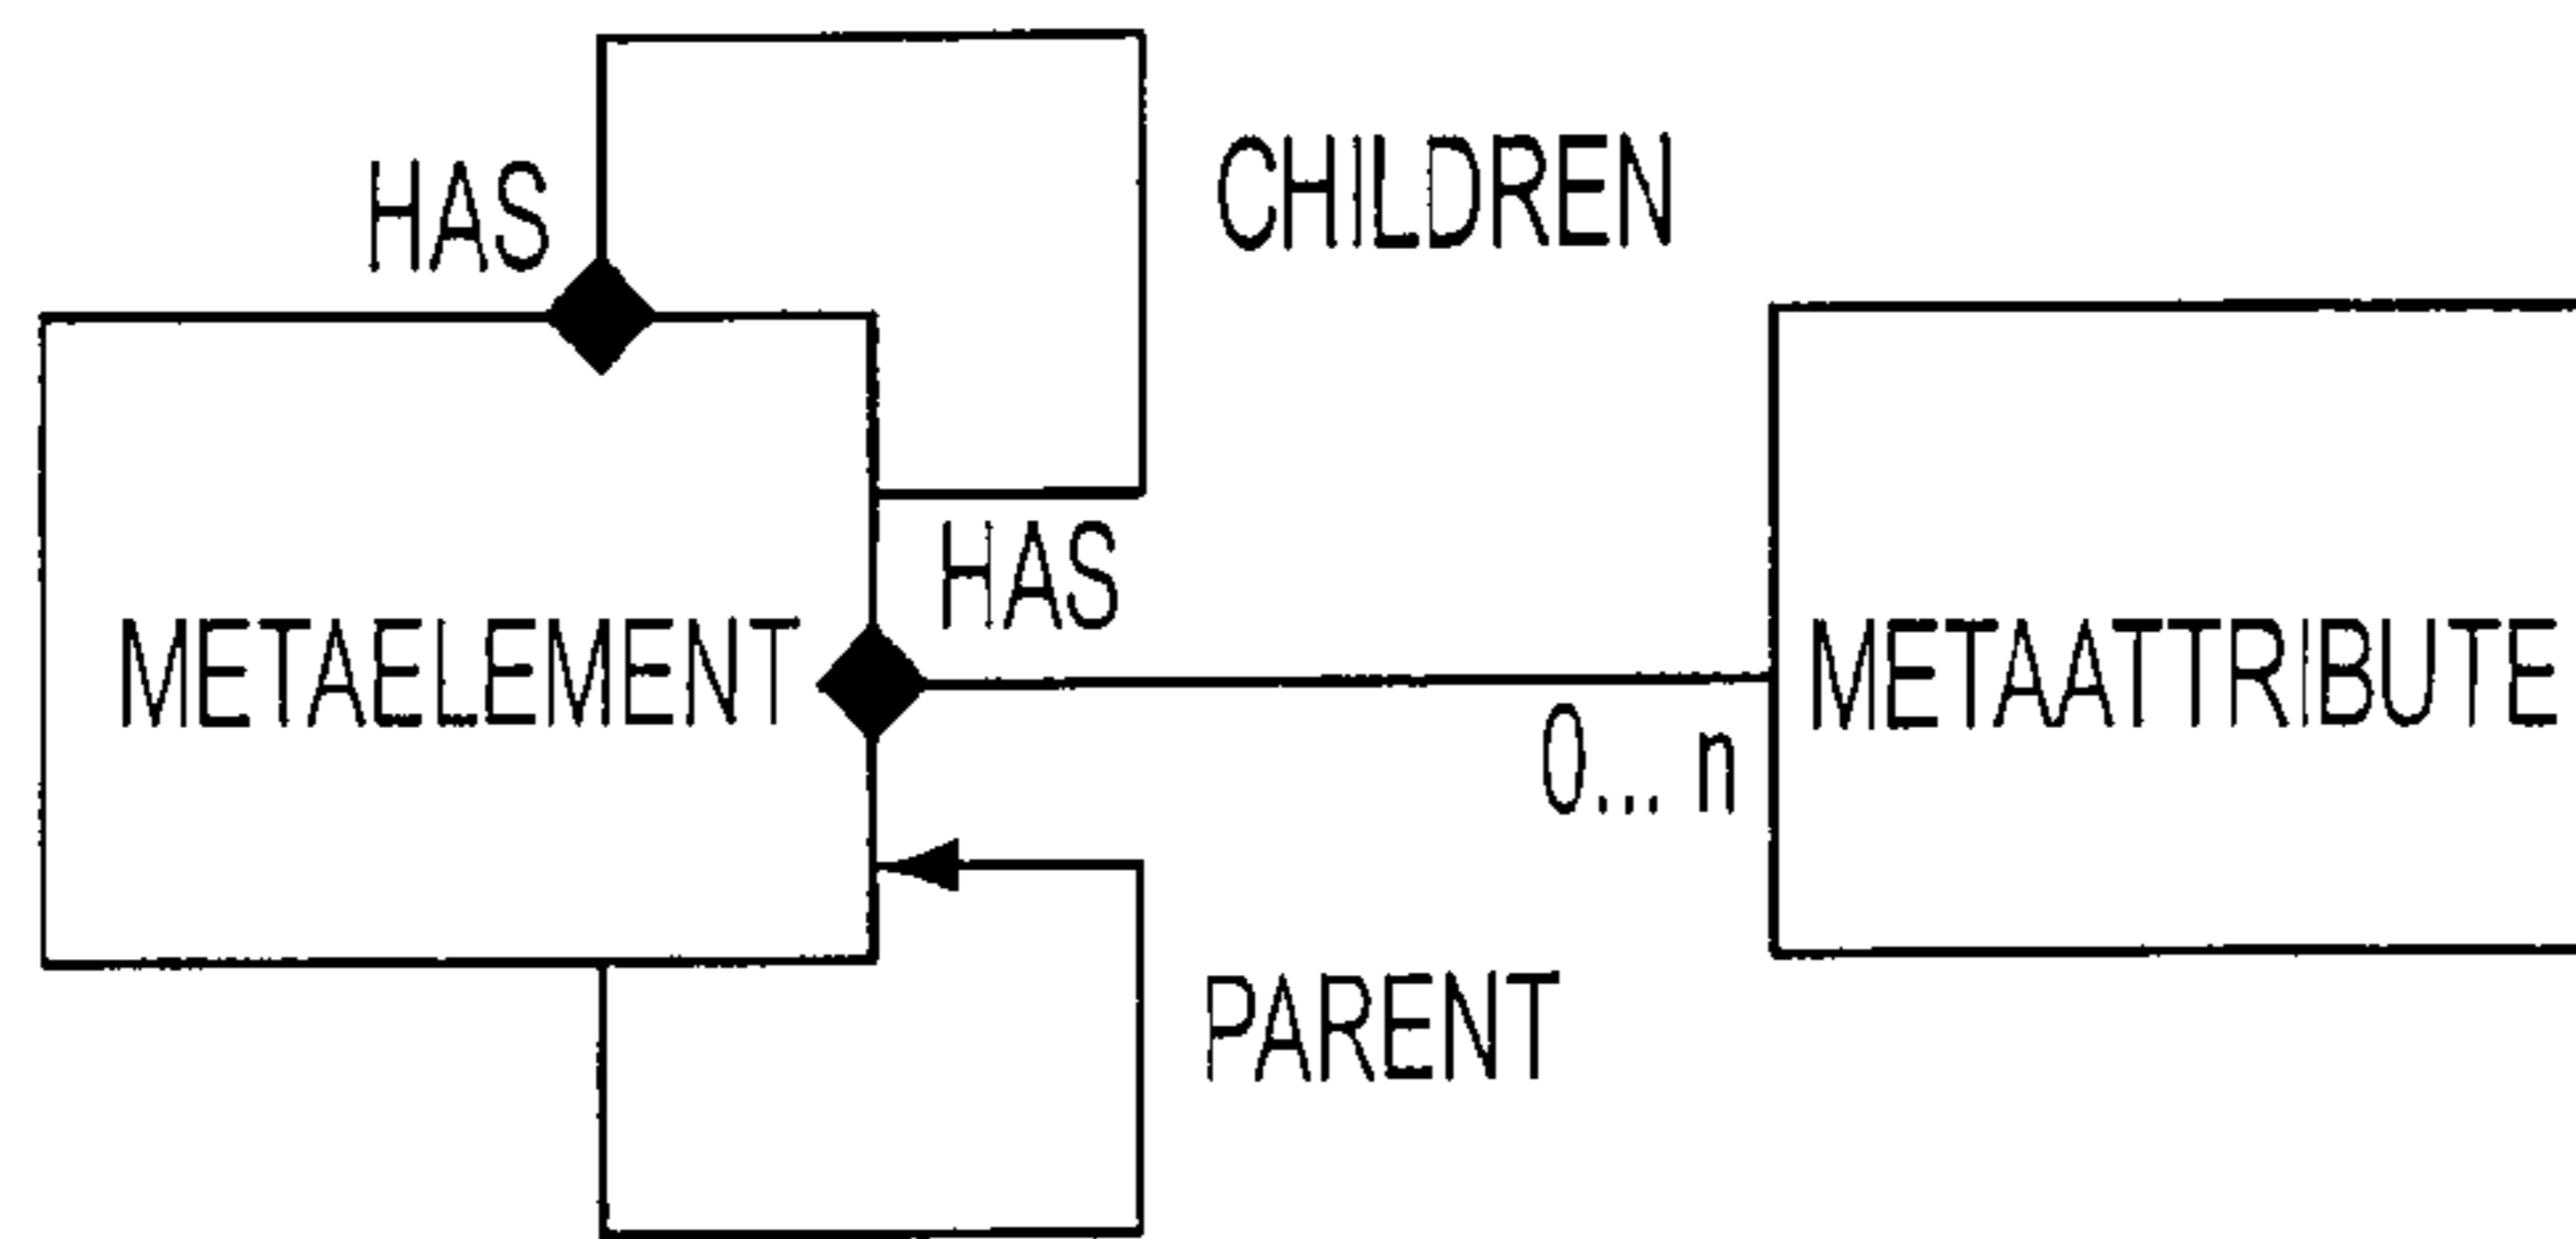 HAS
CHILDREN
HAS
METAELEMENT
METAATTRIBUTE
0... n
PARENT